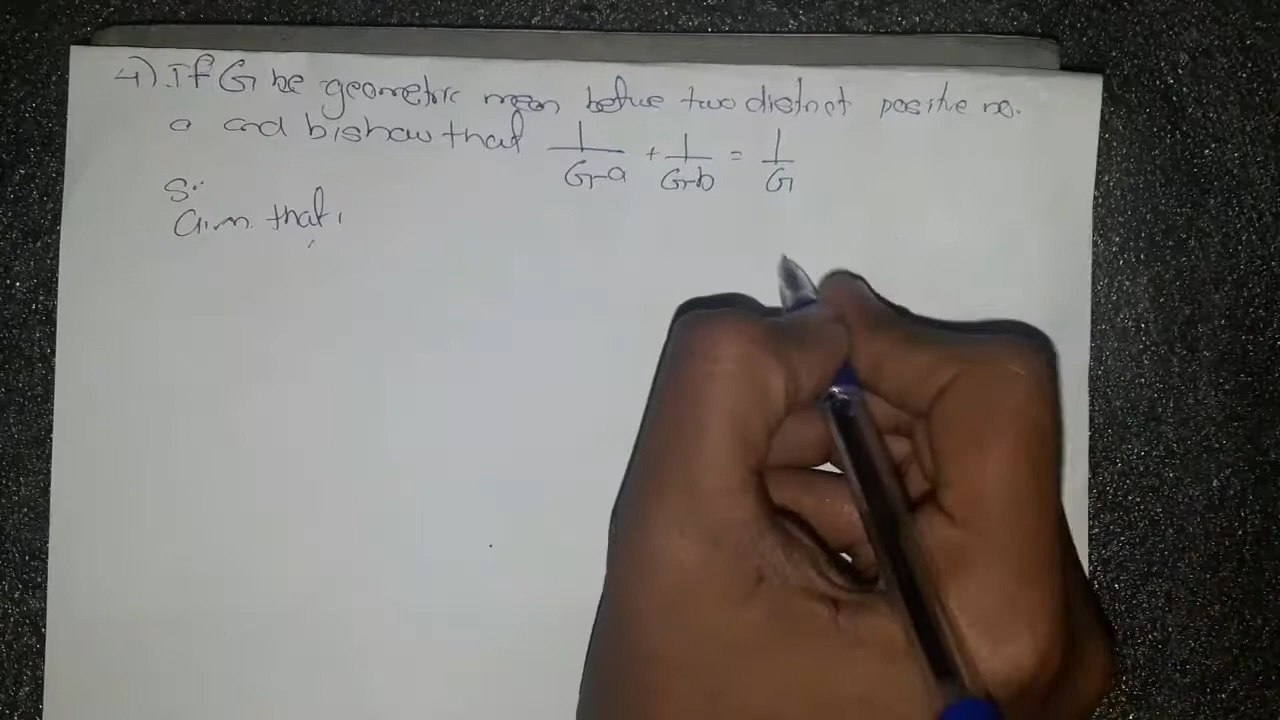 4) If G be geometric mean betwe two distinct positive no.
a and b, show that 1/G-a + 1/G-b = 1/G
Sol
Given that,